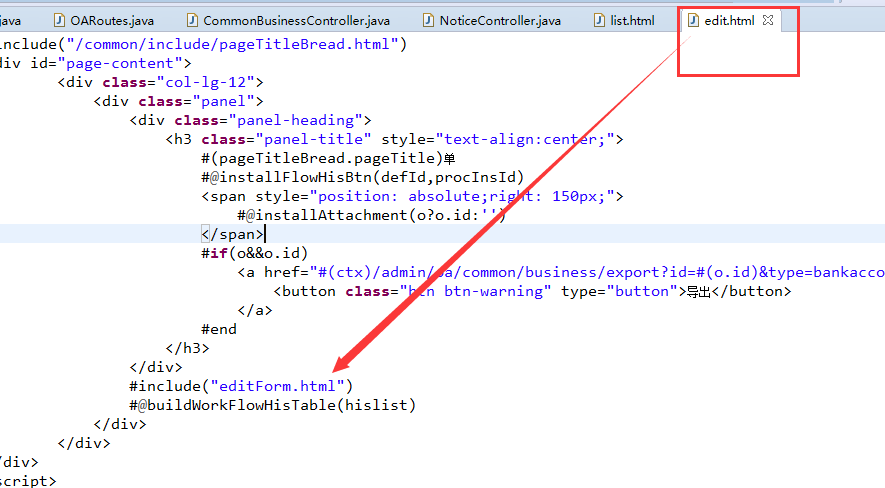 java OARoutes.java CommonBusinessController.java NoticeController.java list.html edit.html
include("/common/include/pageTitleBread.html")
div id="page-content">
<div class="col-lg-12">
<div class="panel">
<div class="panel-heading">
<h3 class="panel-title" style="text-align:center;">
#(pageTitleBread.pageTitle)单
#@installFlowHisBtn(defId,procInsId)
<span style="position: absolute;right: 150px;">
#@installAttachment(o?o.id:'')
</span>
#if(o&&o.id)
<a href="#(ctx)/admin/oa/common/business/export?id=#(o.id)&type=bankacco
<button class="btn btn-warning" type="button">导出</button>
</a>
#end
</h3>
</div>
#include("editForm.html")
#@buildWorkFlowHisTable(hislist)
</div>
</div>
/div>
script>